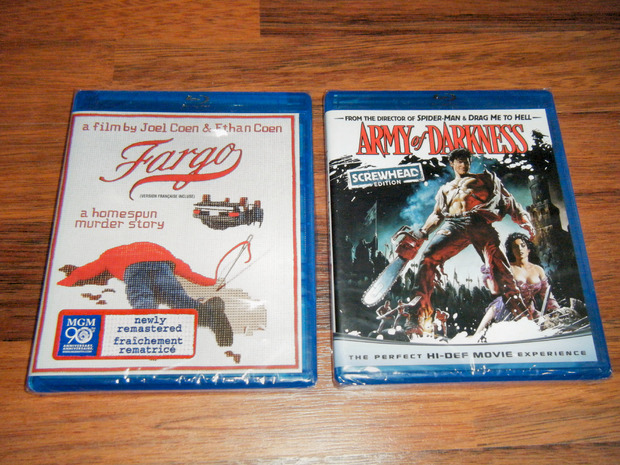 a film by Joel Coen & Ethan Coen
Fargo
(VERSION FRANÇAISE INCLUSE)
a homespun
murder story
MGM
90
ANNIVERSARY
newly
remastered
fraîchement
rematricé
FROM THE DIRECTOR OF SPIDER-MAN & DRAG ME TO HELL
ARMY of DARKNESS
SCREWHEAD
EDITION
THE PERFECT HI-DEF MOVIE EXPERIENCE